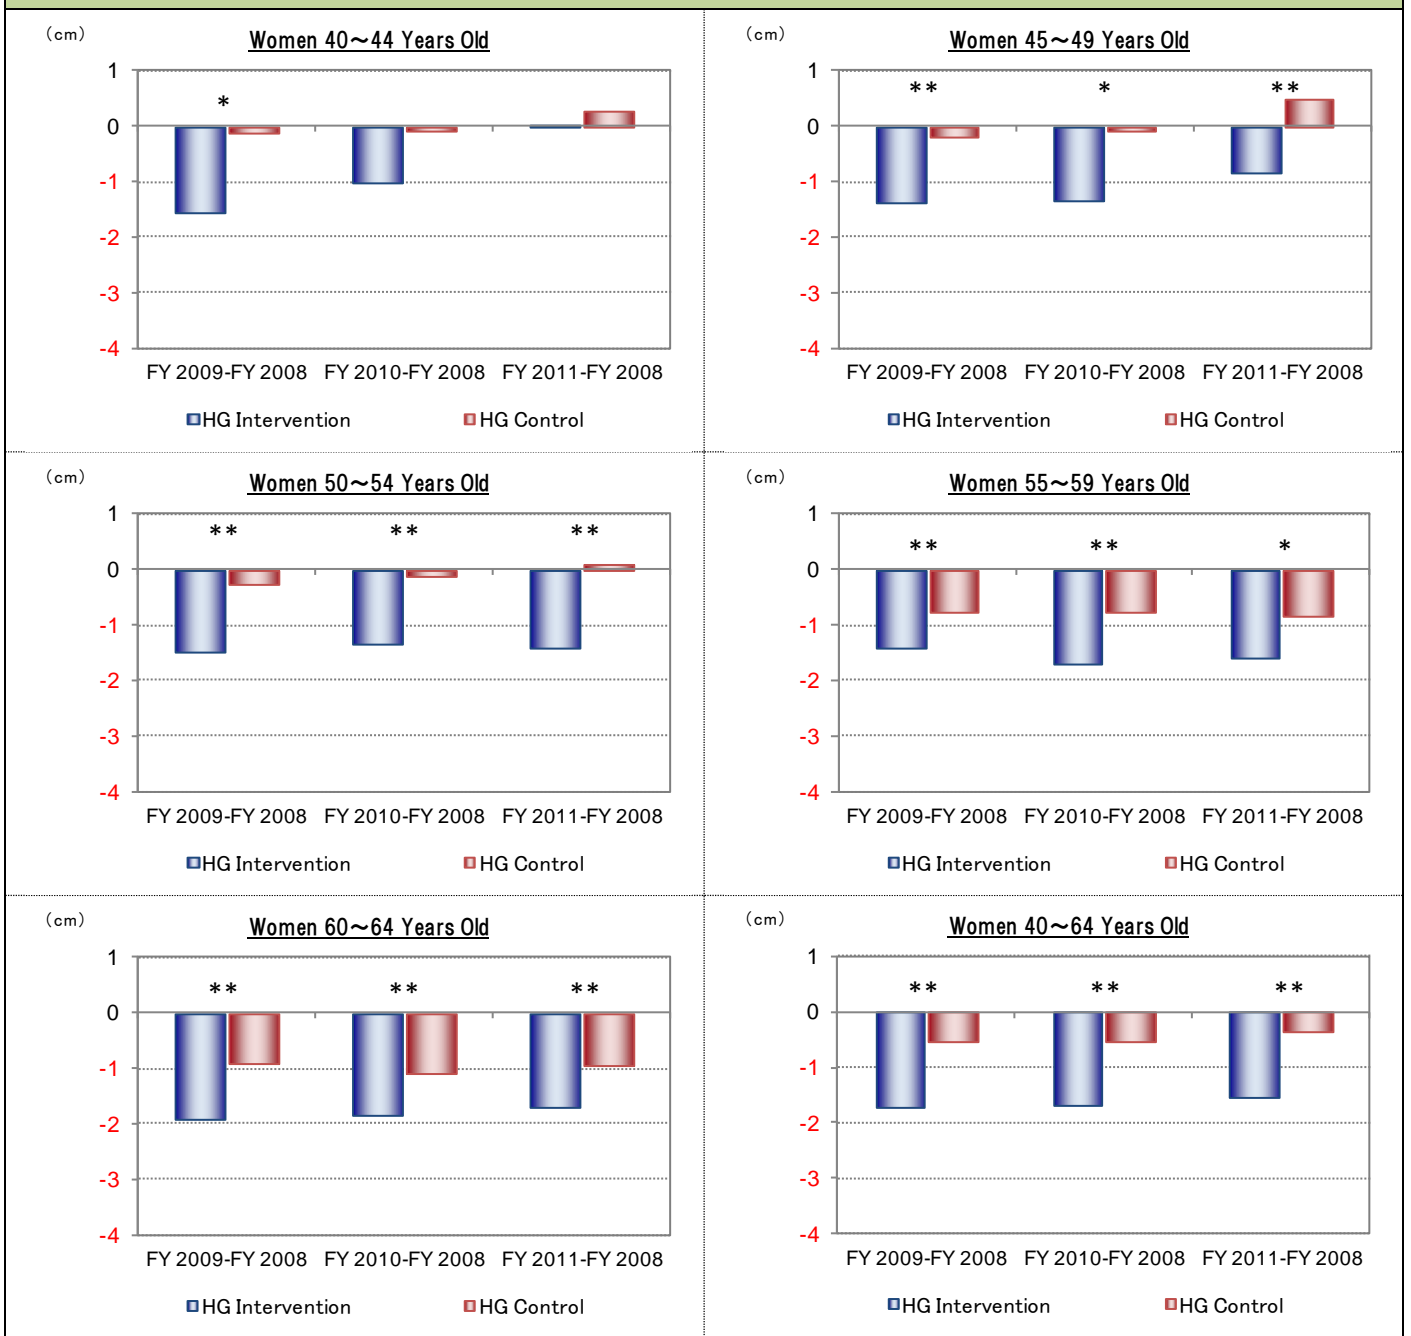 （cm）
Women 40～44 Years Old
1
0
-1
-2
-3
-4
*
FY 2009-FY 2008 FY 2010-FY 2008 FY 2011-FY 2008
HG Intervention HG Control
（cm）
Women 45～49 Years Old
1
0
-1
-2
-3
-4
** * **
FY 2009-FY 2008 FY 2010-FY 2008 FY 2011-FY 2008
HG Intervention HG Control
（cm）
Women 50～54 Years Old
1
0
-1
-2
-3
-4
** ** **
FY 2009-FY 2008 FY 2010-FY 2008 FY 2011-FY 2008
HG Intervention HG Control
（cm）
Women 55～59 Years Old
1
0
-1
-2
-3
-4
** ** *
FY 2009-FY 2008 FY 2010-FY 2008 FY 2011-FY 2008
HG Intervention HG Control
（cm）
Women 60～64 Years Old
1
0
-1
-2
-3
-4
** ** **
FY 2009-FY 2008 FY 2010-FY 2008 FY 2011-FY 2008
HG Intervention HG Control
（cm）
Women 40～64 Years Old
1
0
-1
-2
-3
-4
** ** **
FY 2009-FY 2008 FY 2010-FY 2008 FY 2011-FY 2008
HG Intervention HG Control